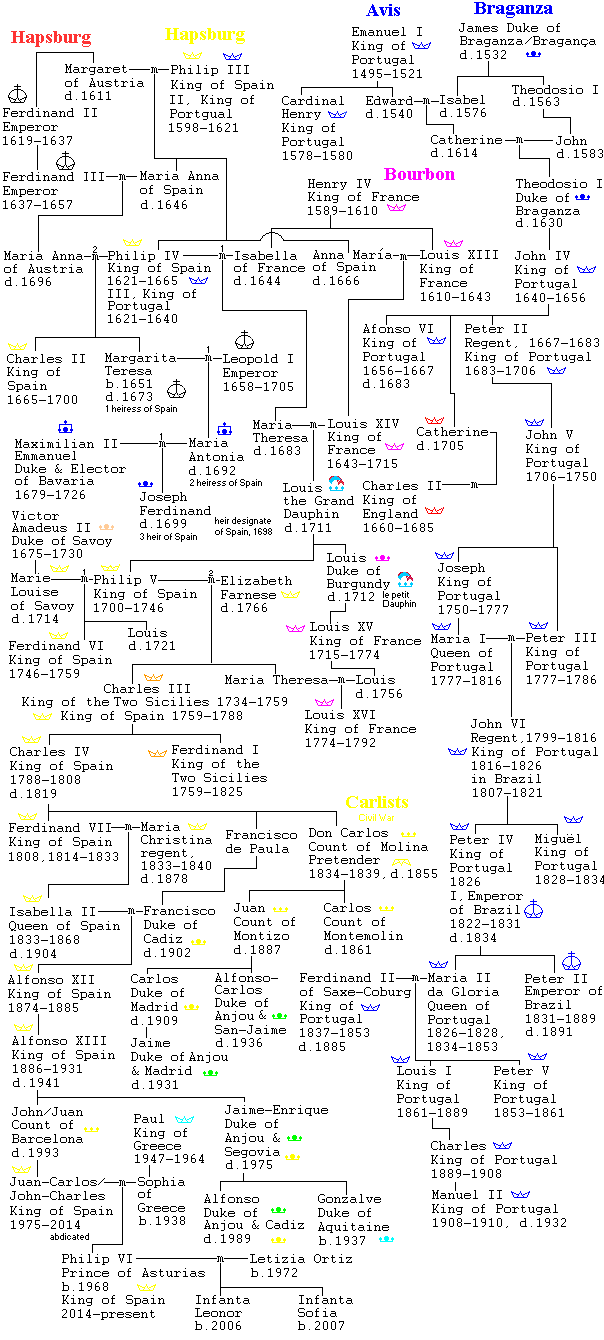 Hapsburg
Hapsburg
Avis
Braganza
Margaret
of Austria
d.1611
m
Philip III
King of Spain
II, King of
Portgual
1598-1621
Emanuel I
King of
Portugal
1495-1521
James Duke of
Braganza/Bragança
d.1532
Ferdinand II
Emperor
1619-1637
Cardinal
Henry
King of
Portugal
1578-1580
Edward
d.1540
m
Isabel
d.1576
Theodosio I
d.1563
Catherine
d.1614
m
John
d.1583
Ferdinand III
Emperor
1637-1657
m
Maria Anna
of Spain
d.1646
Bourbon
Henry IV
King of France
1589-1610
Theodosio I
Duke of
Braganza
d.1630
Maria Anna
of Austria
d.1696
2
m
Philip IV
King of Spain
1621-1665
III, King of
Portugal
1621-1640
1
m
Isabella
of France
d.1644
Anna María
of Spain
d.1666
m
Louis XIII
King of
France
1610-1643
John IV
King of
Portugal
1640-1656
Charles II
King of
Spain
1665-1700
Margarita
Teresa
b.1651
d.1673
1 heiress of Spain
1
m
Leopold I
Emperor
1658-1705
Afonso VI
King of
Portugal
1656-1667
d.1683
Peter II
Regent, 1667-1683
King of Portugal
1683-1706
Maximilian II
Emmanuel
Duke & Elector
of Bavaria
1679-1726
1
m
Maria
Antonia
d.1692
2 heiress of Spain
Maria
Theresa
d.1683
m
Louis XIV
King of
France
1643-1715
Catherine
d.1705
John V
King of
Portugal
1706-1750
Joseph
Ferdinand
d.1699
3 heir of Spain
heir designate
of Spain, 1698
Louis
the Grand
Dauphin
d.1711
Charles II
King of
England
1660-1685
m
Victor
Amadeus II
Duke of Savoy
1675-1730
Marie
Louise
of Savoy
d.1714
1
m
Philip V
King of Spain
1700-1746
2
m
Elizabeth
Farnese
d.1766
Louis
Duke of
Burgundy
d.1712
le petit
Dauphin
Joseph
King of
Portugal
1750-1777
Ferdinand VI
King of Spain
1746-1759
Louis
d.1721
Louis XV
King of France
1715-1774
Maria I
Queen of
Portugal
1777-1816
m
Peter III
King of
Portugal
1777-1786
Charles III
King of the Two Sicilies 1734-1759
King of Spain 1759-1788
Maria Theresa
m
Louis
d.1756
Louis XVI
King of France
1774-1792
John VI
Regent,1799-1816
King of Portugal
1816-1826
in Brazil
1807-1821
Charles IV
King of Spain
1788-1808
d.1819
Ferdinand I
King of the
Two Sicilies
1759-1825
Carlists
Civil War
Ferdinand VII
King of Spain
1808,1814-1833
m
Maria
Christina
regent,
1833-1840
d.1878
Francisco
de Paula
Don Carlos
Count of Molina
Pretender
1834-1839, d.1855
Peter IV
King of
Portugal
1826
I, Emperor
of Brazil
1822-1831
d.1834
Miguël
King of
Portugal
1828-1834
Isabella II
Queen of Spain
1833-1868
d.1904
m
Francisco
Duke of
Cadiz
d.1902
Juan
Count of
Montizo
d.1887
Carlos
Count of
Montemolin
d.1861
Alfonso XII
King of Spain
1874-1885
Carlos
Duke of
Madrid
d.1909
Alfonso-
Carlos
Duke of
Anjou &
San-Jaime
d.1936
Ferdinand II
of Saxe-Coburg
King of
Portugal
1837-1853
d.1885
m
Maria II
da Gloria
Queen of
Portugal
1826-1828,
1834-1853
Peter II
Emperor of
Brazil
1831-1889
d.1891
Alfonso XIII
King of Spain
1886-1931
d.1941
Jaime
Duke of Anjou
& Madrid
d.1931
Louis I
King of
Portugal
1861-1889
Peter V
King of
Portugal
1853-1861
John/Juan
Count of
Barcelona
d.1993
Paul
King of
Greece
1947-1964
Jaime-Enrique
Duke of
Anjou &
Segovia
d.1975
Charles
King of Portugal
1889-1908
Juan-Carlos/
John-Charles
King of Spain
1975-2014
abdicated
m
Sophia
of
Greece
b.1938
Alfonso
Duke of
Anjou & Cadiz
d.1989
Gonzalve
Duke of
Aquitaine
b.1937
Manuel II
King of Portugal
1908-1910, d.1932
Philip VI
Prince of Asturias
b.1968
King of Spain
2014-present
m
Letizia Ortiz
b.1972
Infanta
Leonor
b.2006
Infanta
Sofia
b.2007